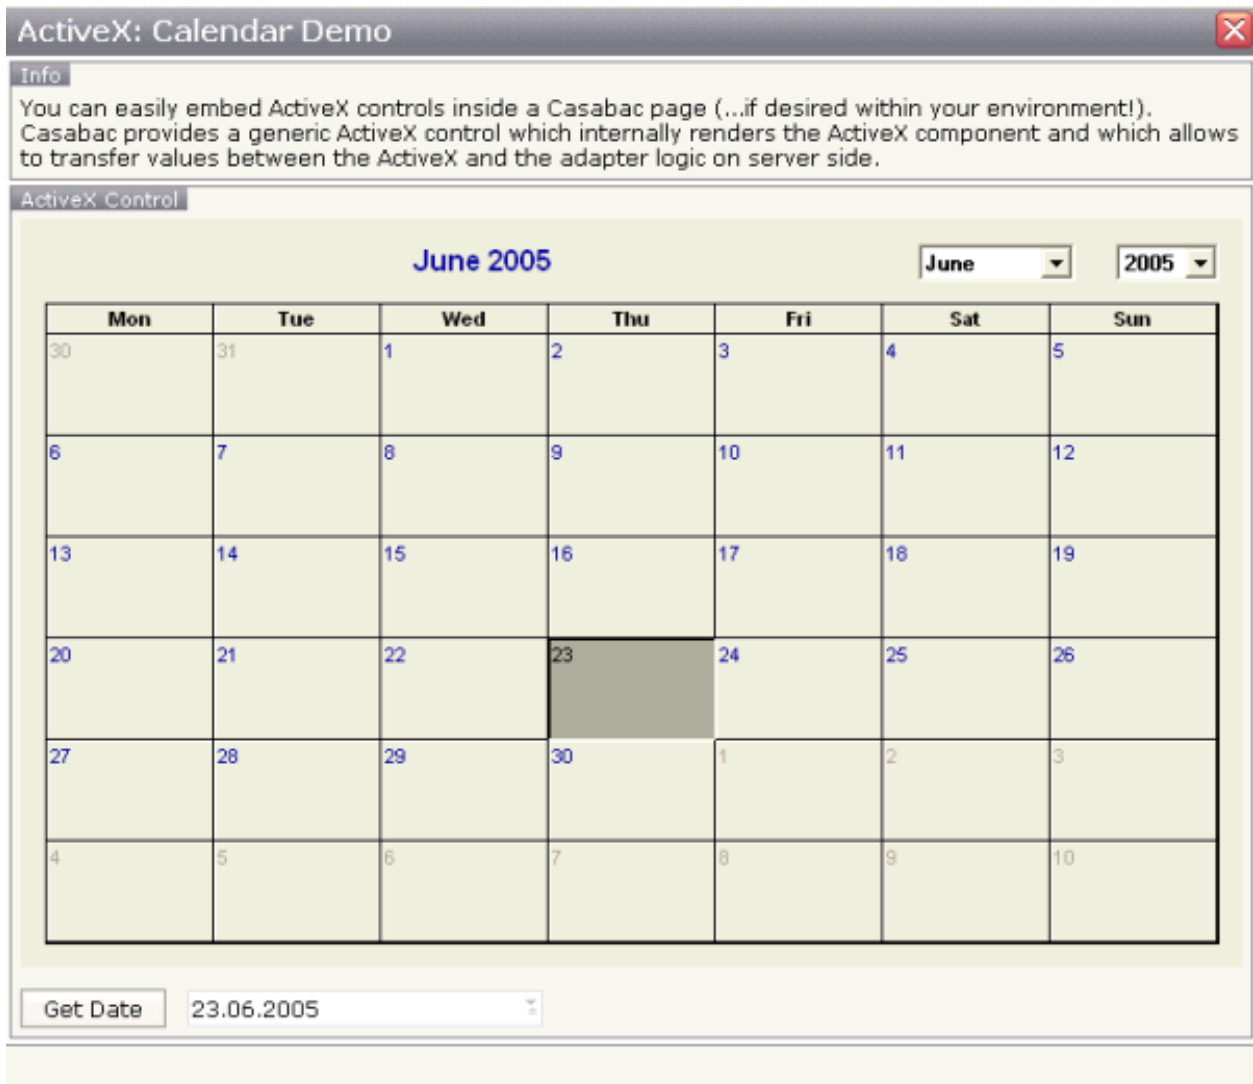 ActiveX: Calendar Demo
Info
You can easily embed ActiveX controls inside a Casabac page (...if desired within your environment!).
Casabac provides a generic ActiveX control which internally renders the ActiveX component and which allows
to transfer values between the ActiveX and the adapter logic on server side.
ActiveX Control
June 2005 June 2005
Mon Tue Wed Thu Fri Sat Sun
30 31 1 2 3 4 5
6 7 8 9 10 11 12
13 14 15 16 17 18 19
20 21 22 23 24 25 26
27 28 29 30 1 2 3
4 5 6 7 8 9 10
Get Date 23.06.2005